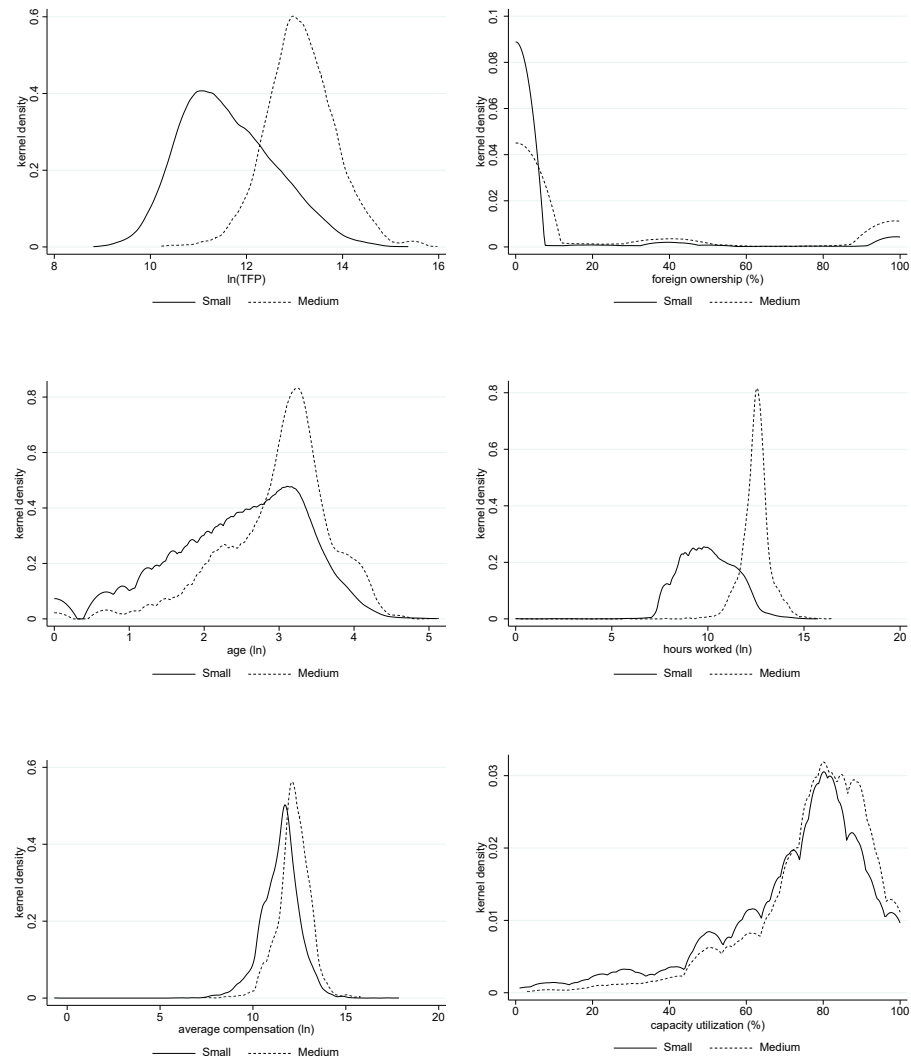 kernel density
0 0.2 0.4 0.6
8 10 12 14 16
ln(TFP)
Small Medium
kernel density
0 0.02 0.04 0.06 0.08 0.1
0 20 40 60 80 100
foreign ownership (%)
Small Medium
kernel density
0 0.2 0.4 0.6 0.8
0 1 2 3 4 5
age (ln)
Small Medium
kernel density
0 0.2 0.4 0.6 0.8
0 5 10 15 20
hours worked (ln)
Small Medium
kernel density
0 0.2 0.4 0.6
0 5 10 15 20
average compensation (ln)
Small Medium
kernel density
0 0.01 0.02 0.03
0 20 40 60 80 100
capacity utilization (%)
Small Medium